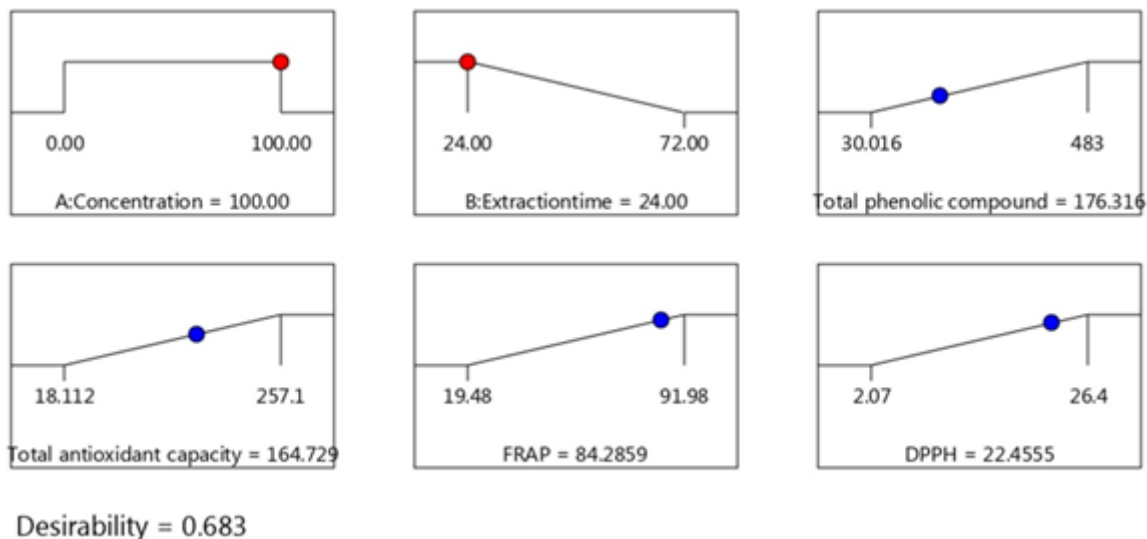 0.00 100.00
A:Concentration = 100.00
24.00 72.00
B:Extractiontime = 24.00
30.016 483
Total phenolic compound = 176.316
18.112 257.1
Total antioxidant capacity = 164.729
19.48 91.98
FRAP = 84.2859
2.07 26.4
DPPH = 22.4555
Desirability = 0.683